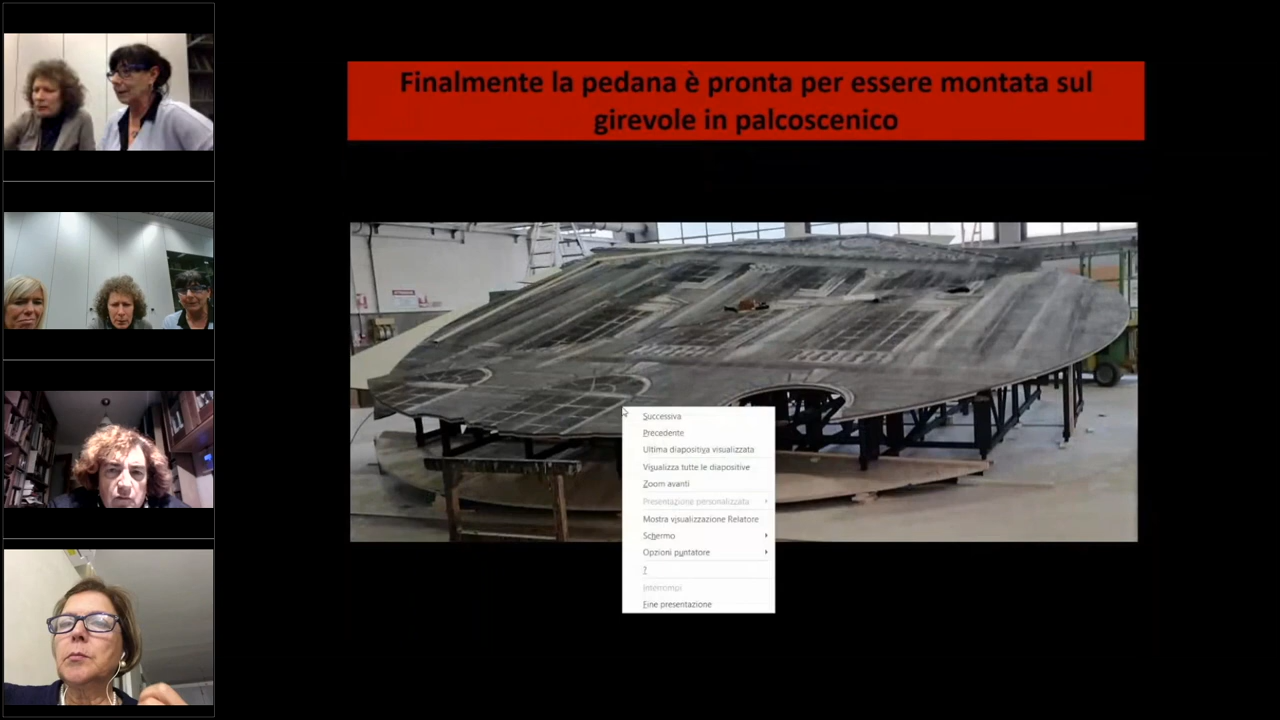 Finalmente la pedana è pronta per essere montata sul
girevole in palcoscenico
Successiva
Precedente
Ultima diapositiva visualizzata
Visualizza tutte le diapositive
Zoom avanti
Presentazione personalizzata
Mostra visualizzazione Relatore
Schermo
Opzioni puntatore
?
Interrompi
Fine presentazione